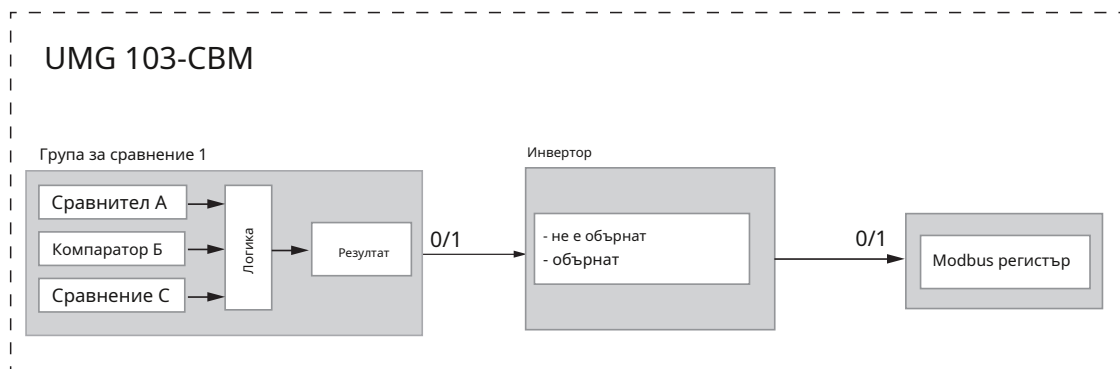 UMG 103-CBM
Група за сравнение 1
Сравнител А
Компаратор Б
Сравнение С
Логика
Резултат
0/1
Инвертор
- не е обърнат
- обърнат
0/1
Modbus регистър